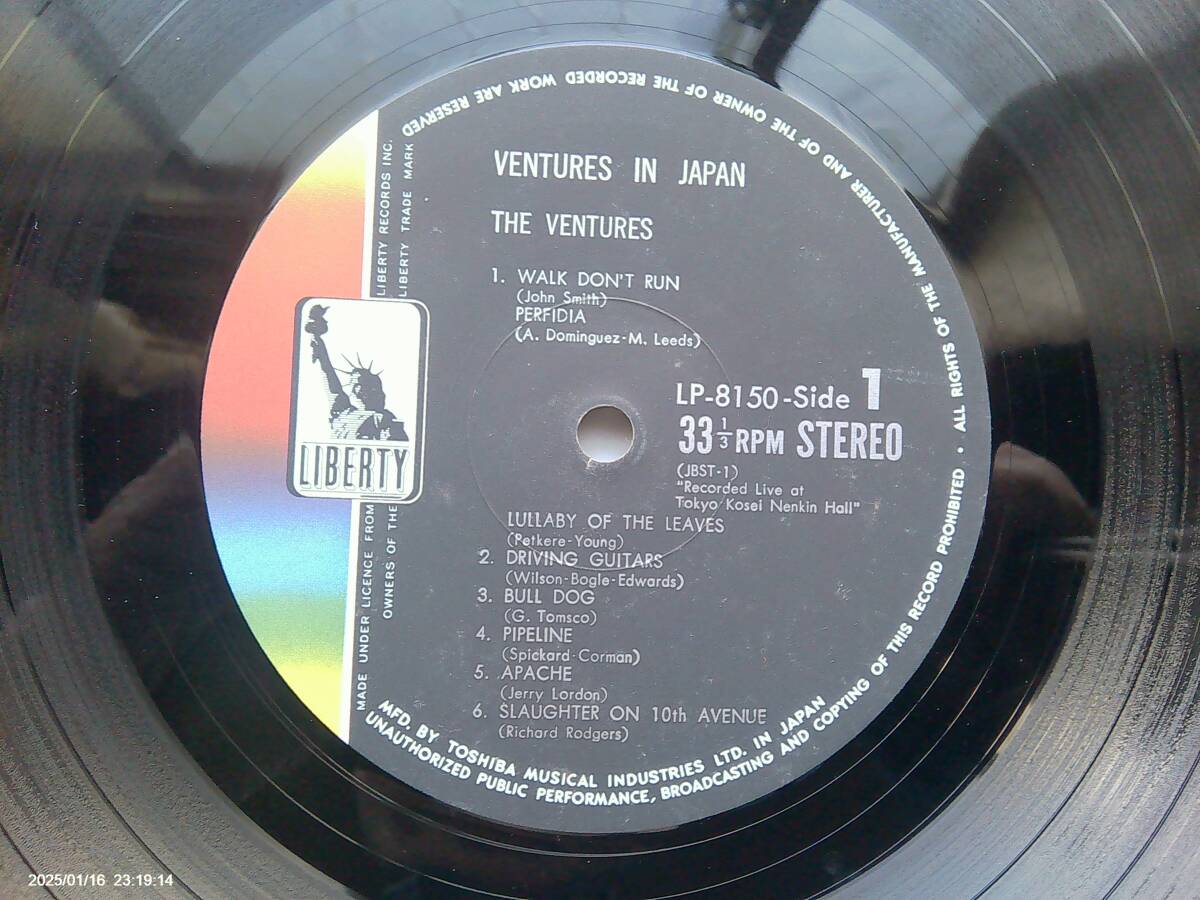 VENTURES IN JAPAN
THE VENTURES
1. WALK DON'T RUN
(John Smith)
PERFIDIA
(A. Dominguez-M. Leeds)
LP-8150-Side 1
33 1/3 RPM STEREO
(JBST-1)
"Recorded Live at
Tokyo Kosei Nenkin Hall"
LULLABY OF THE LEAVES
(Petkere-Young)
2. DRIVING GUITARS
(Wilson-Bogle-Edwards)
3. BULL DOG
(G. Tomsco)
4. PIPELINE
(Spickard-Corman)
5. APACHE
(Jerry Lordon)
6. SLAUGHTER ON 10th AVENUE
(Richard Rodgers)
LIBERTY
MADE UNDER LICENCE FROM LIBERTY RECORDS INC.
OWNERS OF THE LIBERTY TRADE MARK
MFD. BY TOSHIBA MUSICAL INDUSTRIES LTD. IN JAPAN
UNAUTHORIZED PUBLIC PERFORMANCE, BROADCASTING AND COPYING OF THIS RECORD PROHIBITED • ALL RIGHTS OF THE MANUFACTURER AND OF THE OWNER OF THE RECORDED WORK ARE RESERVED
2025/01/16 23:19:14